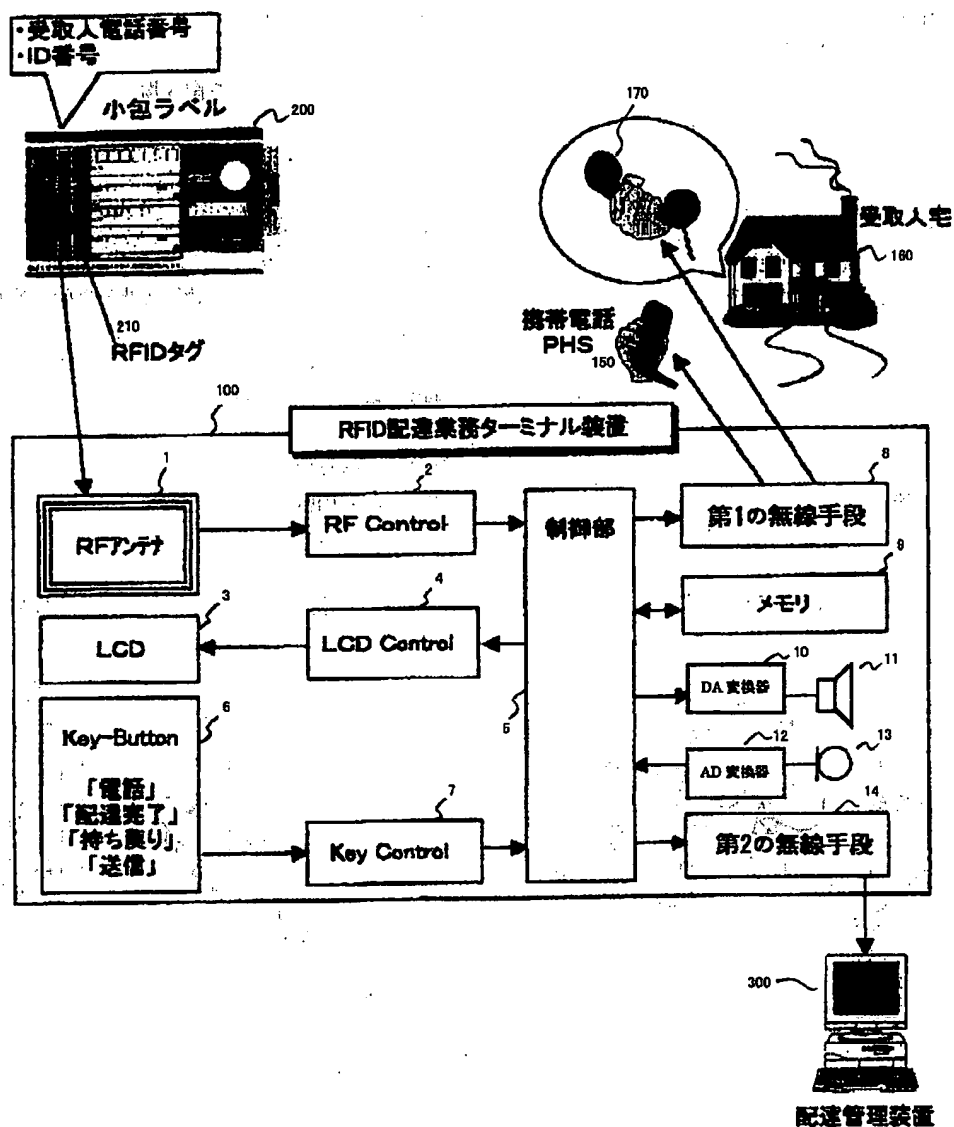 ・受取人電話番号
・ID番号
小包ラベル
200
210
RFIDタグ
170
受取人宅
160
携帯電話
PHS
150
100
RFID配達業務ターミナル装置
1
RFアンテナ
2
RF Control
制御部
8
第1の無線手段
3
LCD
4
LCD Control
9
メモリ
10
DA 変換器
11
5
6
Key-Button
「電話」
「配達完了」
「持ち戻り」
「送信」
12
AD 変換器
13
7
Key Control
14
第2の無線手段
300
配達管理装置